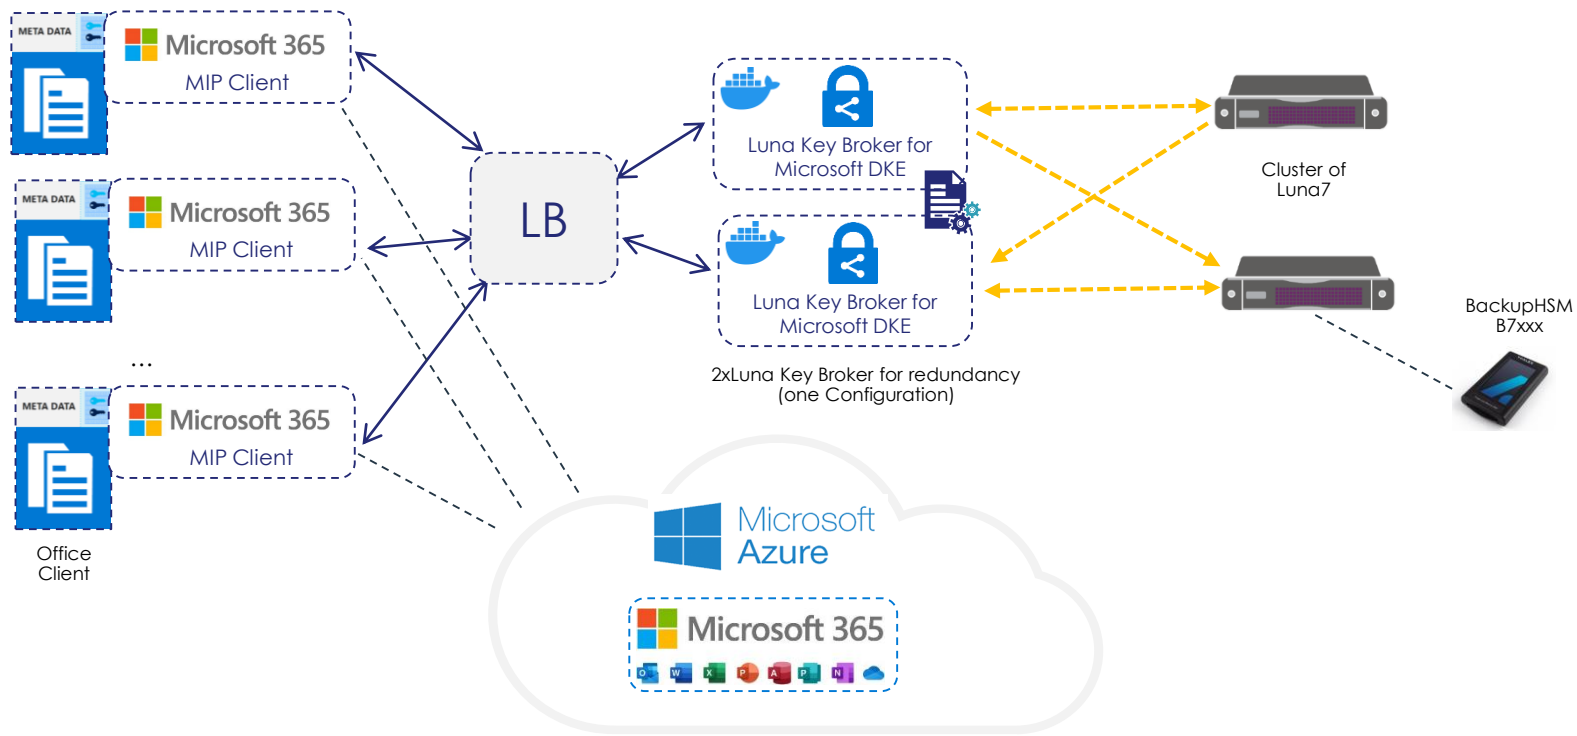 META DATA
Microsoft 365
MIP Client
META DATA
Microsoft 365
MIP Client
...
META DATA
Microsoft 365
MIP Client
Office
Client
LB
Luna Key Broker for
Microsoft DKE
Luna Key Broker for
Microsoft DKE
2xLuna Key Broker for redundancy
(one Configuration)
Cluster of
Luna7
BackupHSM
B7xxx
Microsoft
Azure
Microsoft 365
O W X P A P N